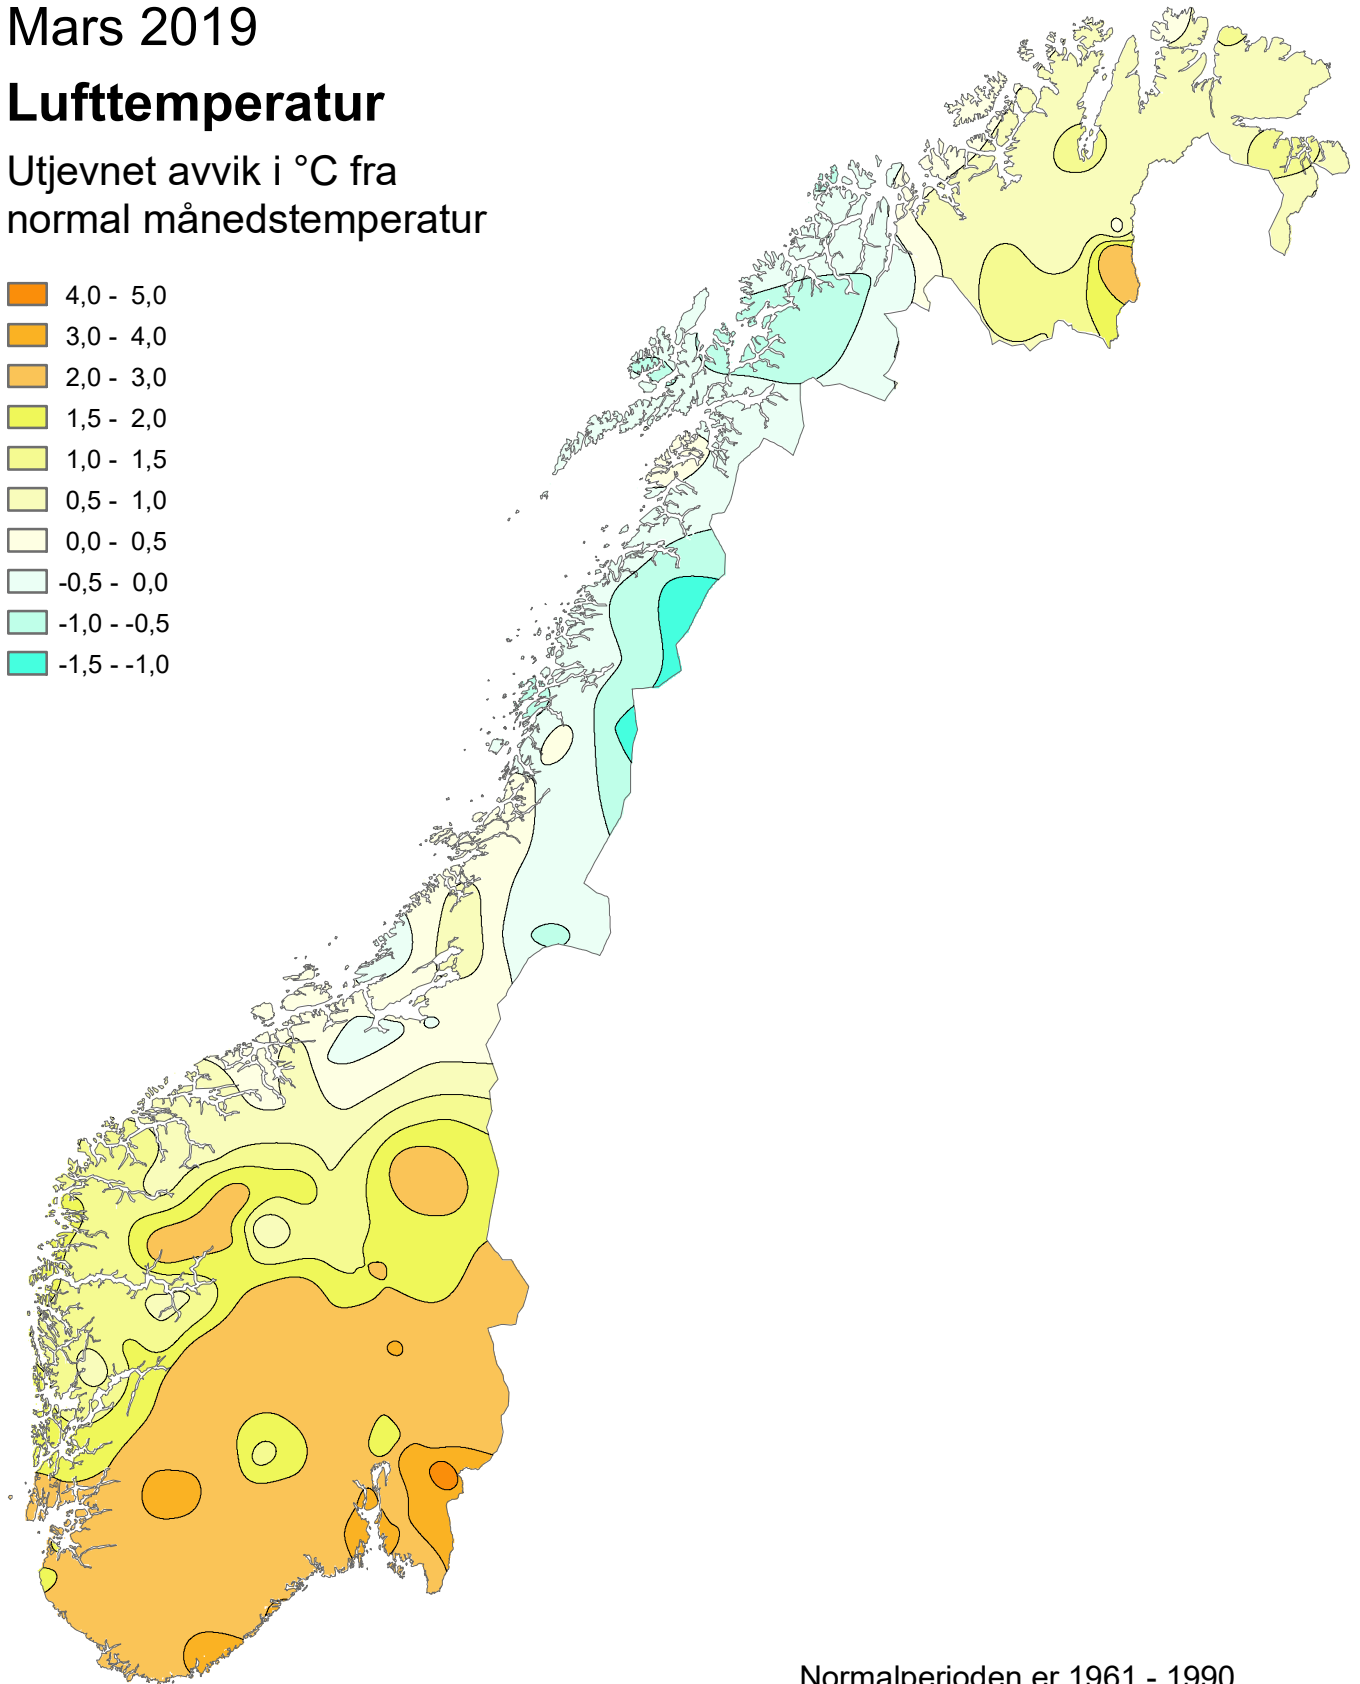 Mars 2019
Lufttemperatur
Utjevnet avvik i °C fra
normal månedstemperatur
4,0 - 5,0
3,0 - 4,0
2,0 - 3,0
1,5 - 2,0
1,0 - 1,5
0,5 - 1,0
0,0 - 0,5
-0,5 - 0,0
-1,0 - -0,5
-1,5 - -1,0
Normalperioden er 1961 - 1990